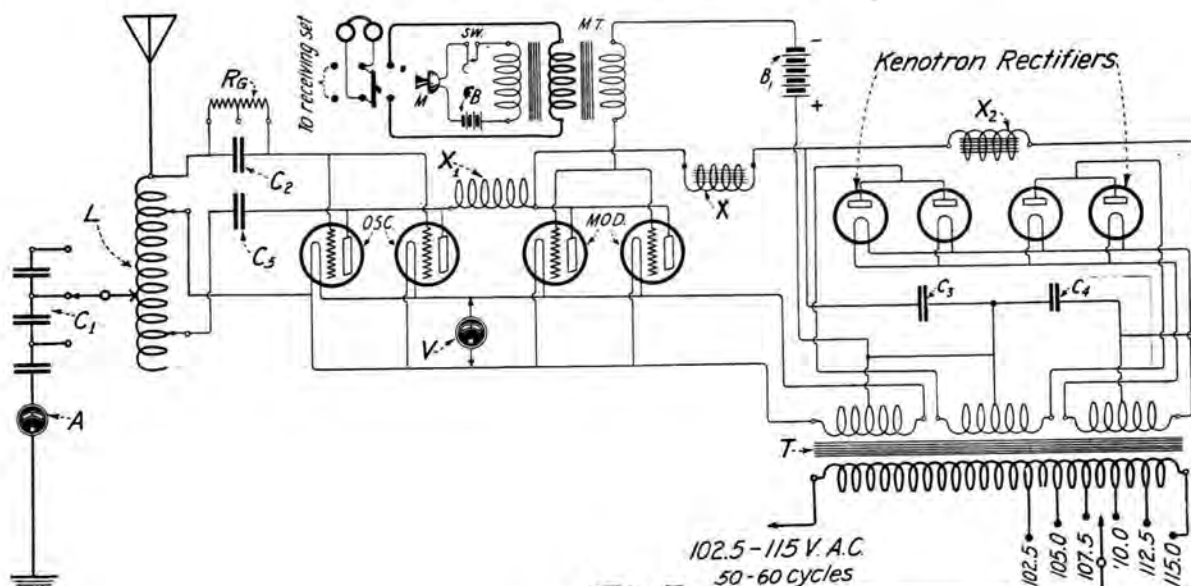 To receiving set
SW.
M
B
M.T.
B₁
-
+
Kenotron Rectifiers
R_G
C₂
L
C₅
X₁
X
X₂
OSC.
MOD.
C₁
V
A
C₃
C₄
T
102.5-115 V. A.C.
50-60 cycles
102.5
105.0
107.5
110.0
112.5
115.0